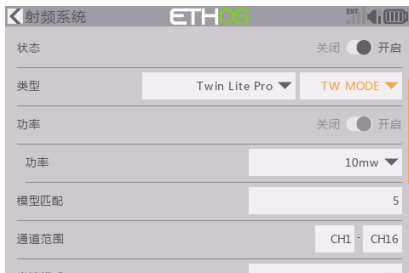 射频系统 ETHOS EXT
状态 关闭 开启
类型 Twin Lite Pro TW MODE
功率 关闭 开启
功率 10mw
模型匹配 5
通道范围 CH1 - CH16